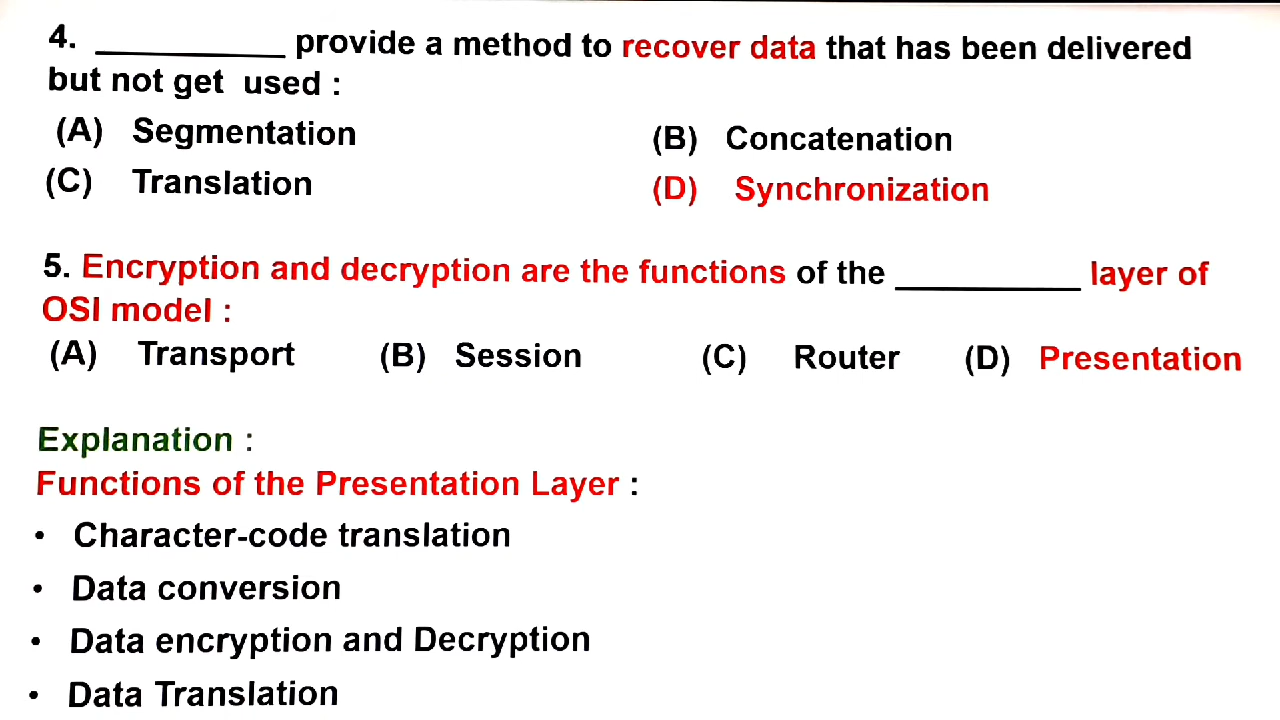 4. __________ provide a method to recover data that has been delivered
but not get used :
(A) Segmentation (B) Concatenation
(C) Translation (D) Synchronization
5. Encryption and decryption are the functions of the __________ layer of
OSI model :
(A) Transport (B) Session (C) Router (D) Presentation
Explanation :
Functions of the Presentation Layer :
• Character-code translation
• Data conversion
• Data encryption and Decryption
• Data Translation